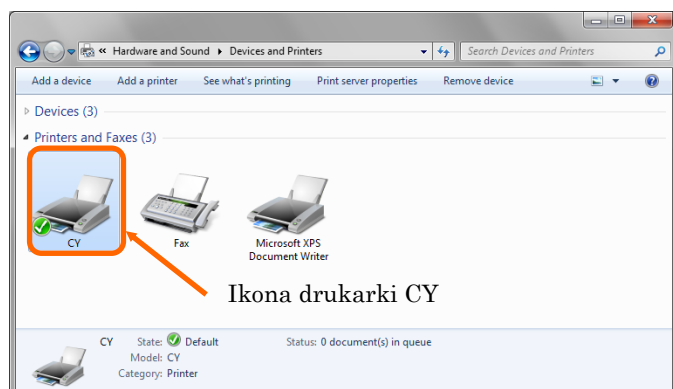 « Hardware and Sound ▸ Devices and Printers
Search Devices and Printers
Add a device Add a printer See what's printing Print server properties Remove device
Devices (3)
Printers and Faxes (3)
CY
Fax
Microsoft XPS
Document Writer
Ikona drukarki CY
CY State: Default Status: 0 document(s) in queue
Model: CY
Category: Printer